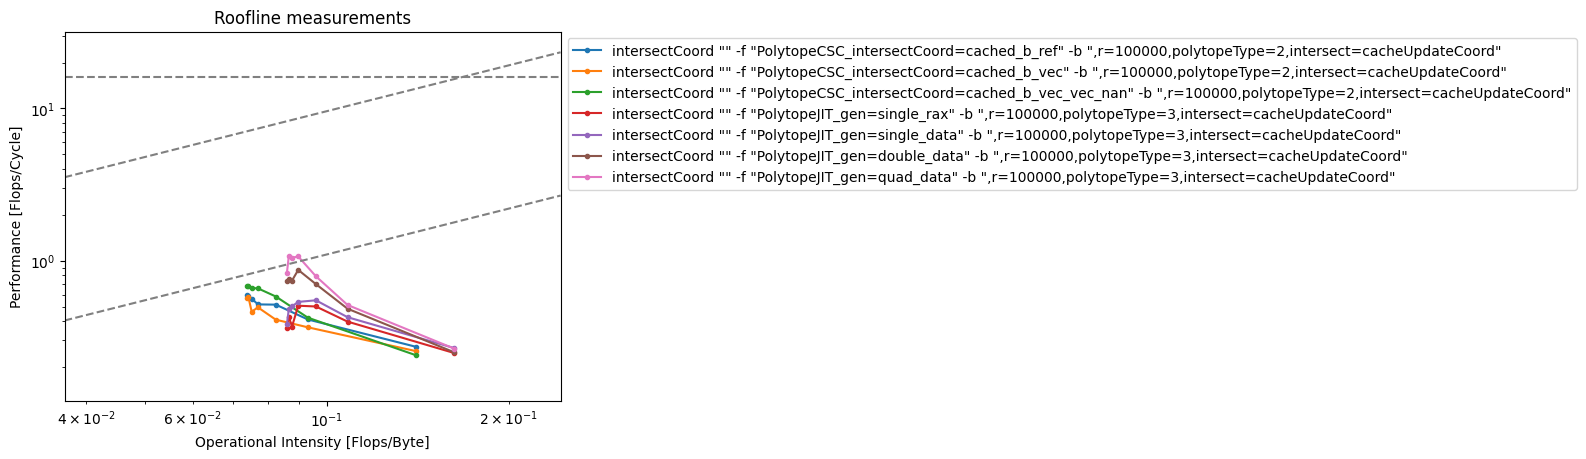 Roofline measurements
Performance [Flops/Cycle]
10^1
10^0
4 × 10^-2
6 × 10^-2
10^-1
2 × 10^-1
Operational Intensity [Flops/Byte]
intersectCoord "" -f "PolytopeCSC_intersectCoord=cached_b_ref" -b ",r=100000,polytopeType=2,intersect=cacheUpdateCoord"
intersectCoord "" -f "PolytopeCSC_intersectCoord=cached_b_vec" -b ",r=100000,polytopeType=2,intersect=cacheUpdateCoord"
intersectCoord "" -f "PolytopeCSC_intersectCoord=cached_b_vec_vec_nan" -b ",r=100000,polytopeType=2,intersect=cacheUpdateCoord"
intersectCoord "" -f "PolytopeJIT_gen=single_rax" -b ",r=100000,polytopeType=3,intersect=cacheUpdateCoord"
intersectCoord "" -f "PolytopeJIT_gen=single_data" -b ",r=100000,polytopeType=3,intersect=cacheUpdateCoord"
intersectCoord "" -f "PolytopeJIT_gen=double_data" -b ",r=100000,polytopeType=3,intersect=cacheUpdateCoord"
intersectCoord "" -f "PolytopeJIT_gen=quad_data" -b ",r=100000,polytopeType=3,intersect=cacheUpdateCoord"